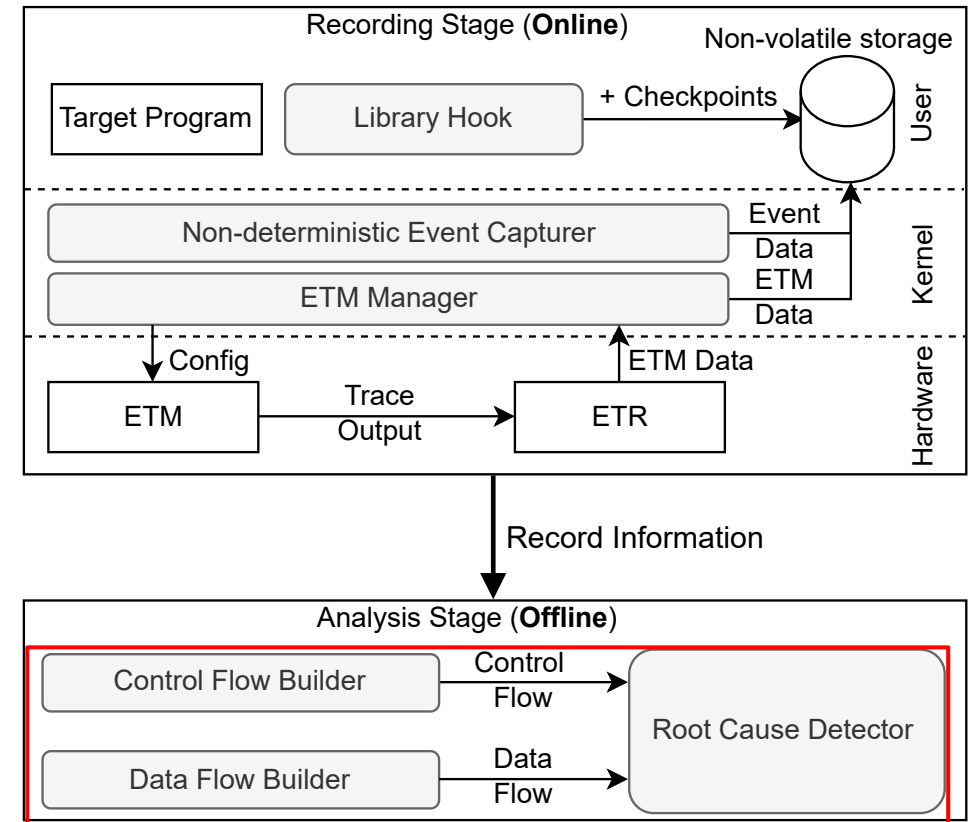 Recording Stage (Online)
Non-volatile storage
Target Program
Library Hook
+ Checkpoints
User
Non-deterministic Event Capturer
Event
Data
ETM Manager
ETM
Data
Kernel
Config
ETM Data
ETM
Trace
Output
ETR
Hardware
Record Information
Analysis Stage (Offline)
Control Flow Builder
Control
Flow
Root Cause Detector
Data Flow Builder
Data
Flow